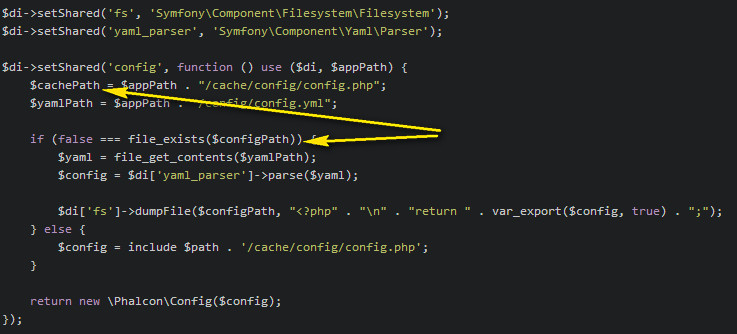 $di->setShared('fs', 'Symfony\Component\Filesystem\Filesystem');
$di->setShared('yaml_parser', 'Symfony\Component\Yaml\Parser');
$di->setShared('config', function () use ($di, $appPath) {
$cachePath = $appPath . "/cache/config/config.php";
$yamlPath = $appPath . "/config/config.yml";
if (false === file_exists($configPath)) {
$yaml = file_get_contents($yamlPath);
$config = $di['yaml_parser']->parse($yaml);
$di['fs']->dumpFile($configPath, "<?php" . "\n" . "return " . var_export($config, true) . ";");
} else {
$config = include $path . '/cache/config/config.php';
}
return new \Phalcon\Config($config);
});